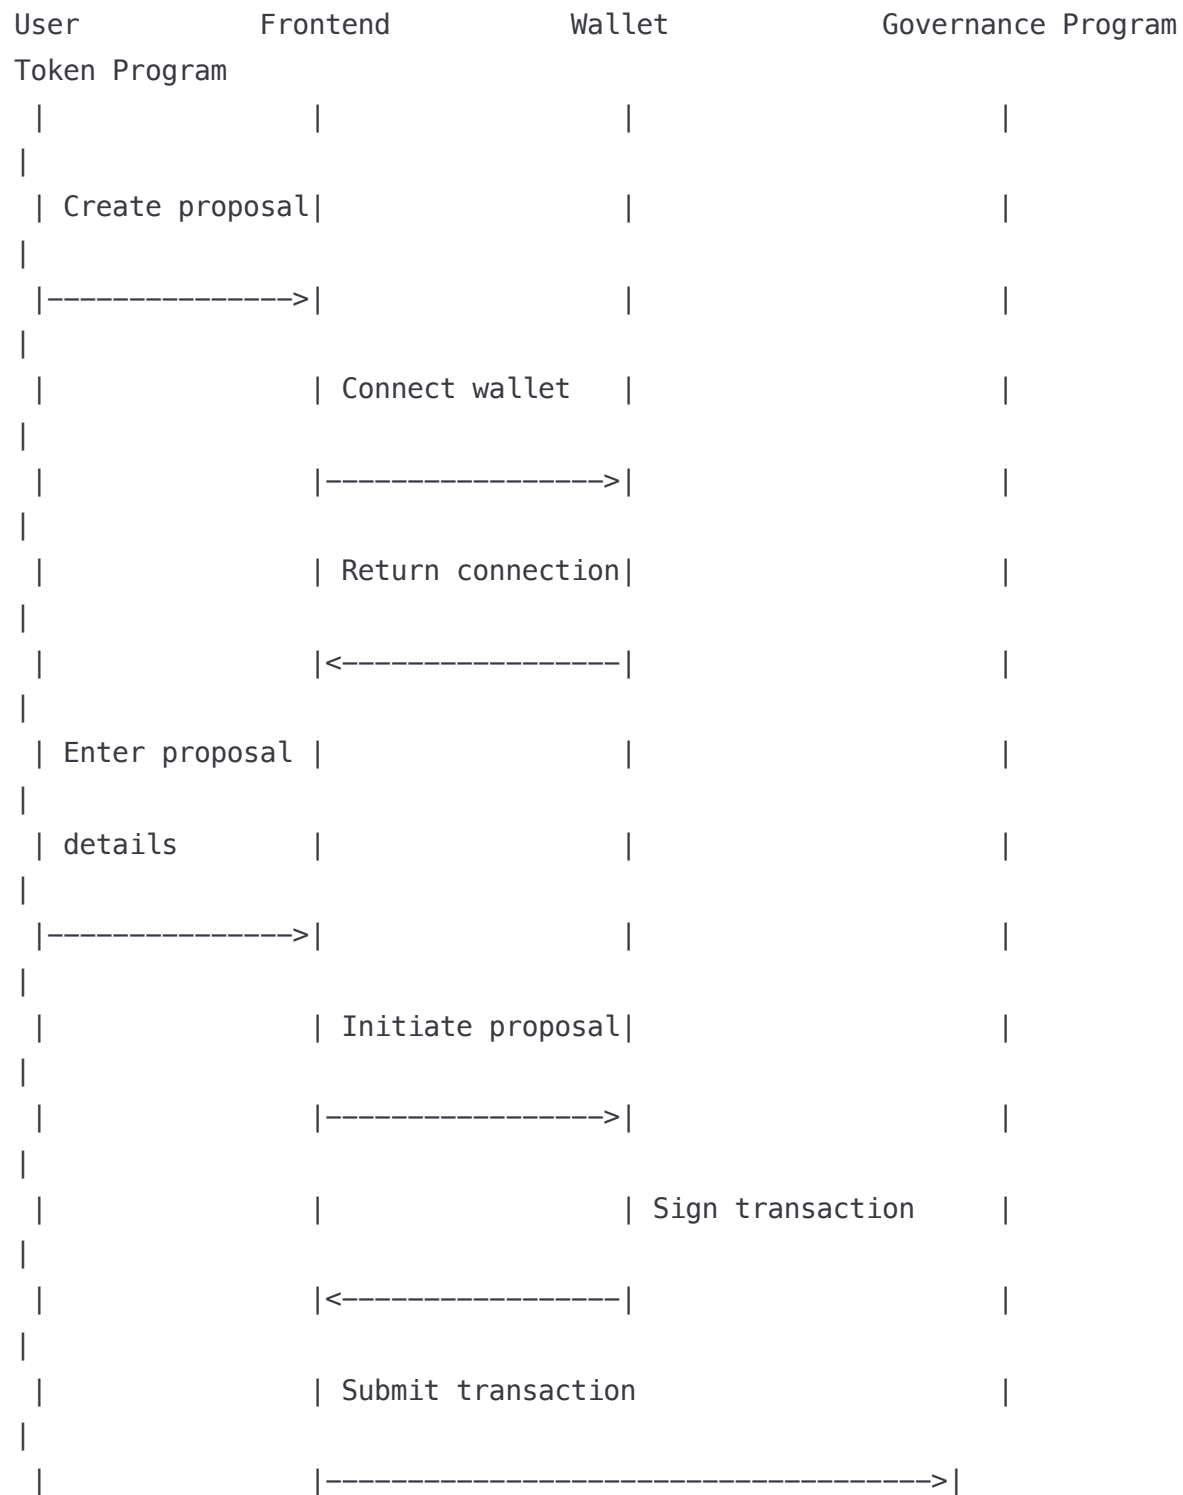 User           Frontend           Wallet             Governance Program
Token Program
 |                |                  |                      |
|
 | Create proposal|                  |                      |
|
 |--------------->|                  |                      |
|
 |                | Connect wallet   |                      |
|
 |                |----------------->|                      |
|
 |                | Return connection|                      |
|
 |                |<-----------------|                      |
|
 | Enter proposal |                  |                      |
|
 | details        |                  |                      |
|
 |--------------->|                  |                      |
|
 |                | Initiate proposal|                      |
|
 |                |----------------->|                      |
|
 |                |                  | Sign transaction     |
|
 |                |<-----------------|                      |
|
 |                | Submit transaction                      |
|
 |                |------------------------------------->|